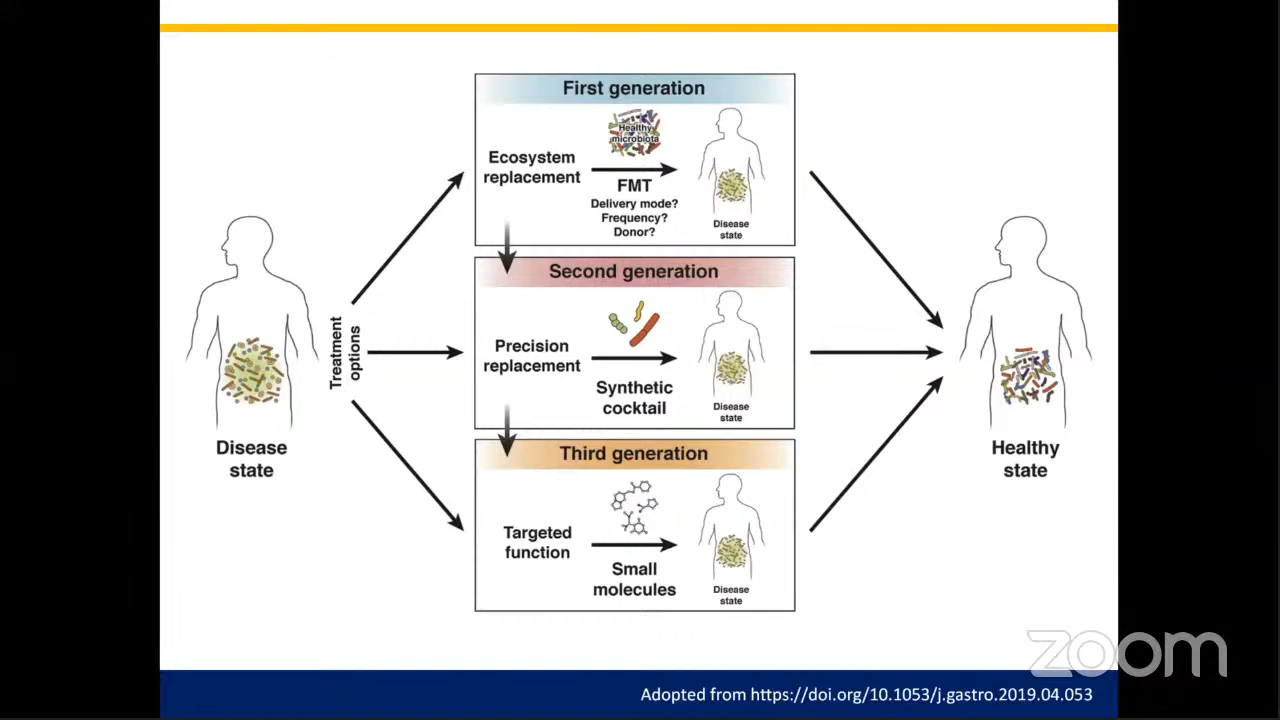 First generation
Healthy
microbiota
Ecosystem
replacement
FMT
Delivery mode?
Frequency?
Donor?
Disease
state
Second generation
Precision
replacement
Synthetic
cocktail
Disease
state
Third generation
Targeted
function
Small
molecules
Disease
state
Treatment
options
Disease
state
Healthy
state
zoom
Adopted from https://doi.org/10.1053/j.gastro.2019.04.053